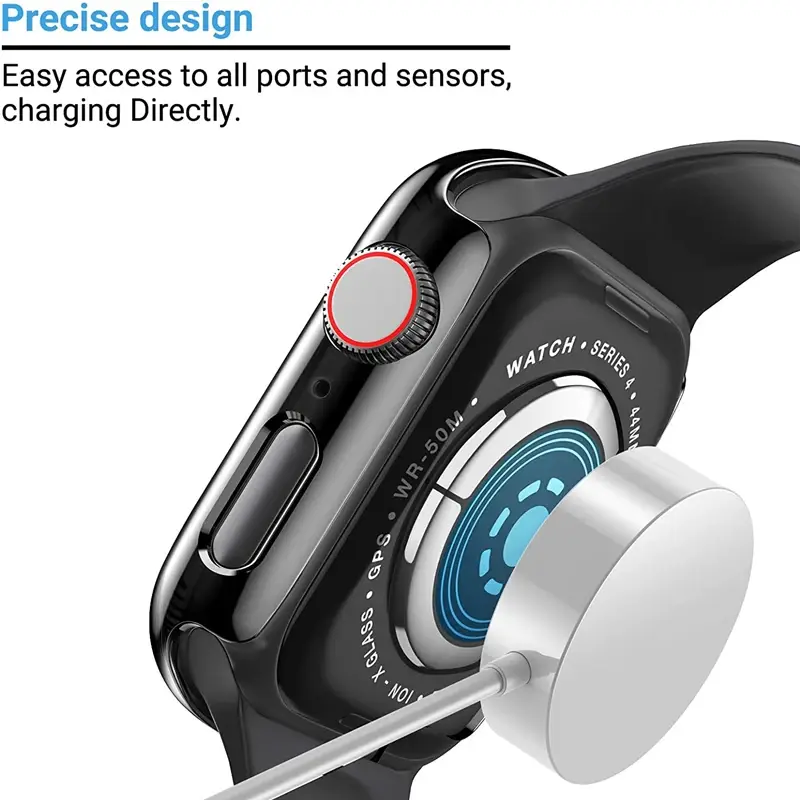 Precise design
Easy access to all ports and sensors,
charging Directly.
WATCH • SERIES 4 • 44MM
ION-X GLASS • GPS • WR-50M •